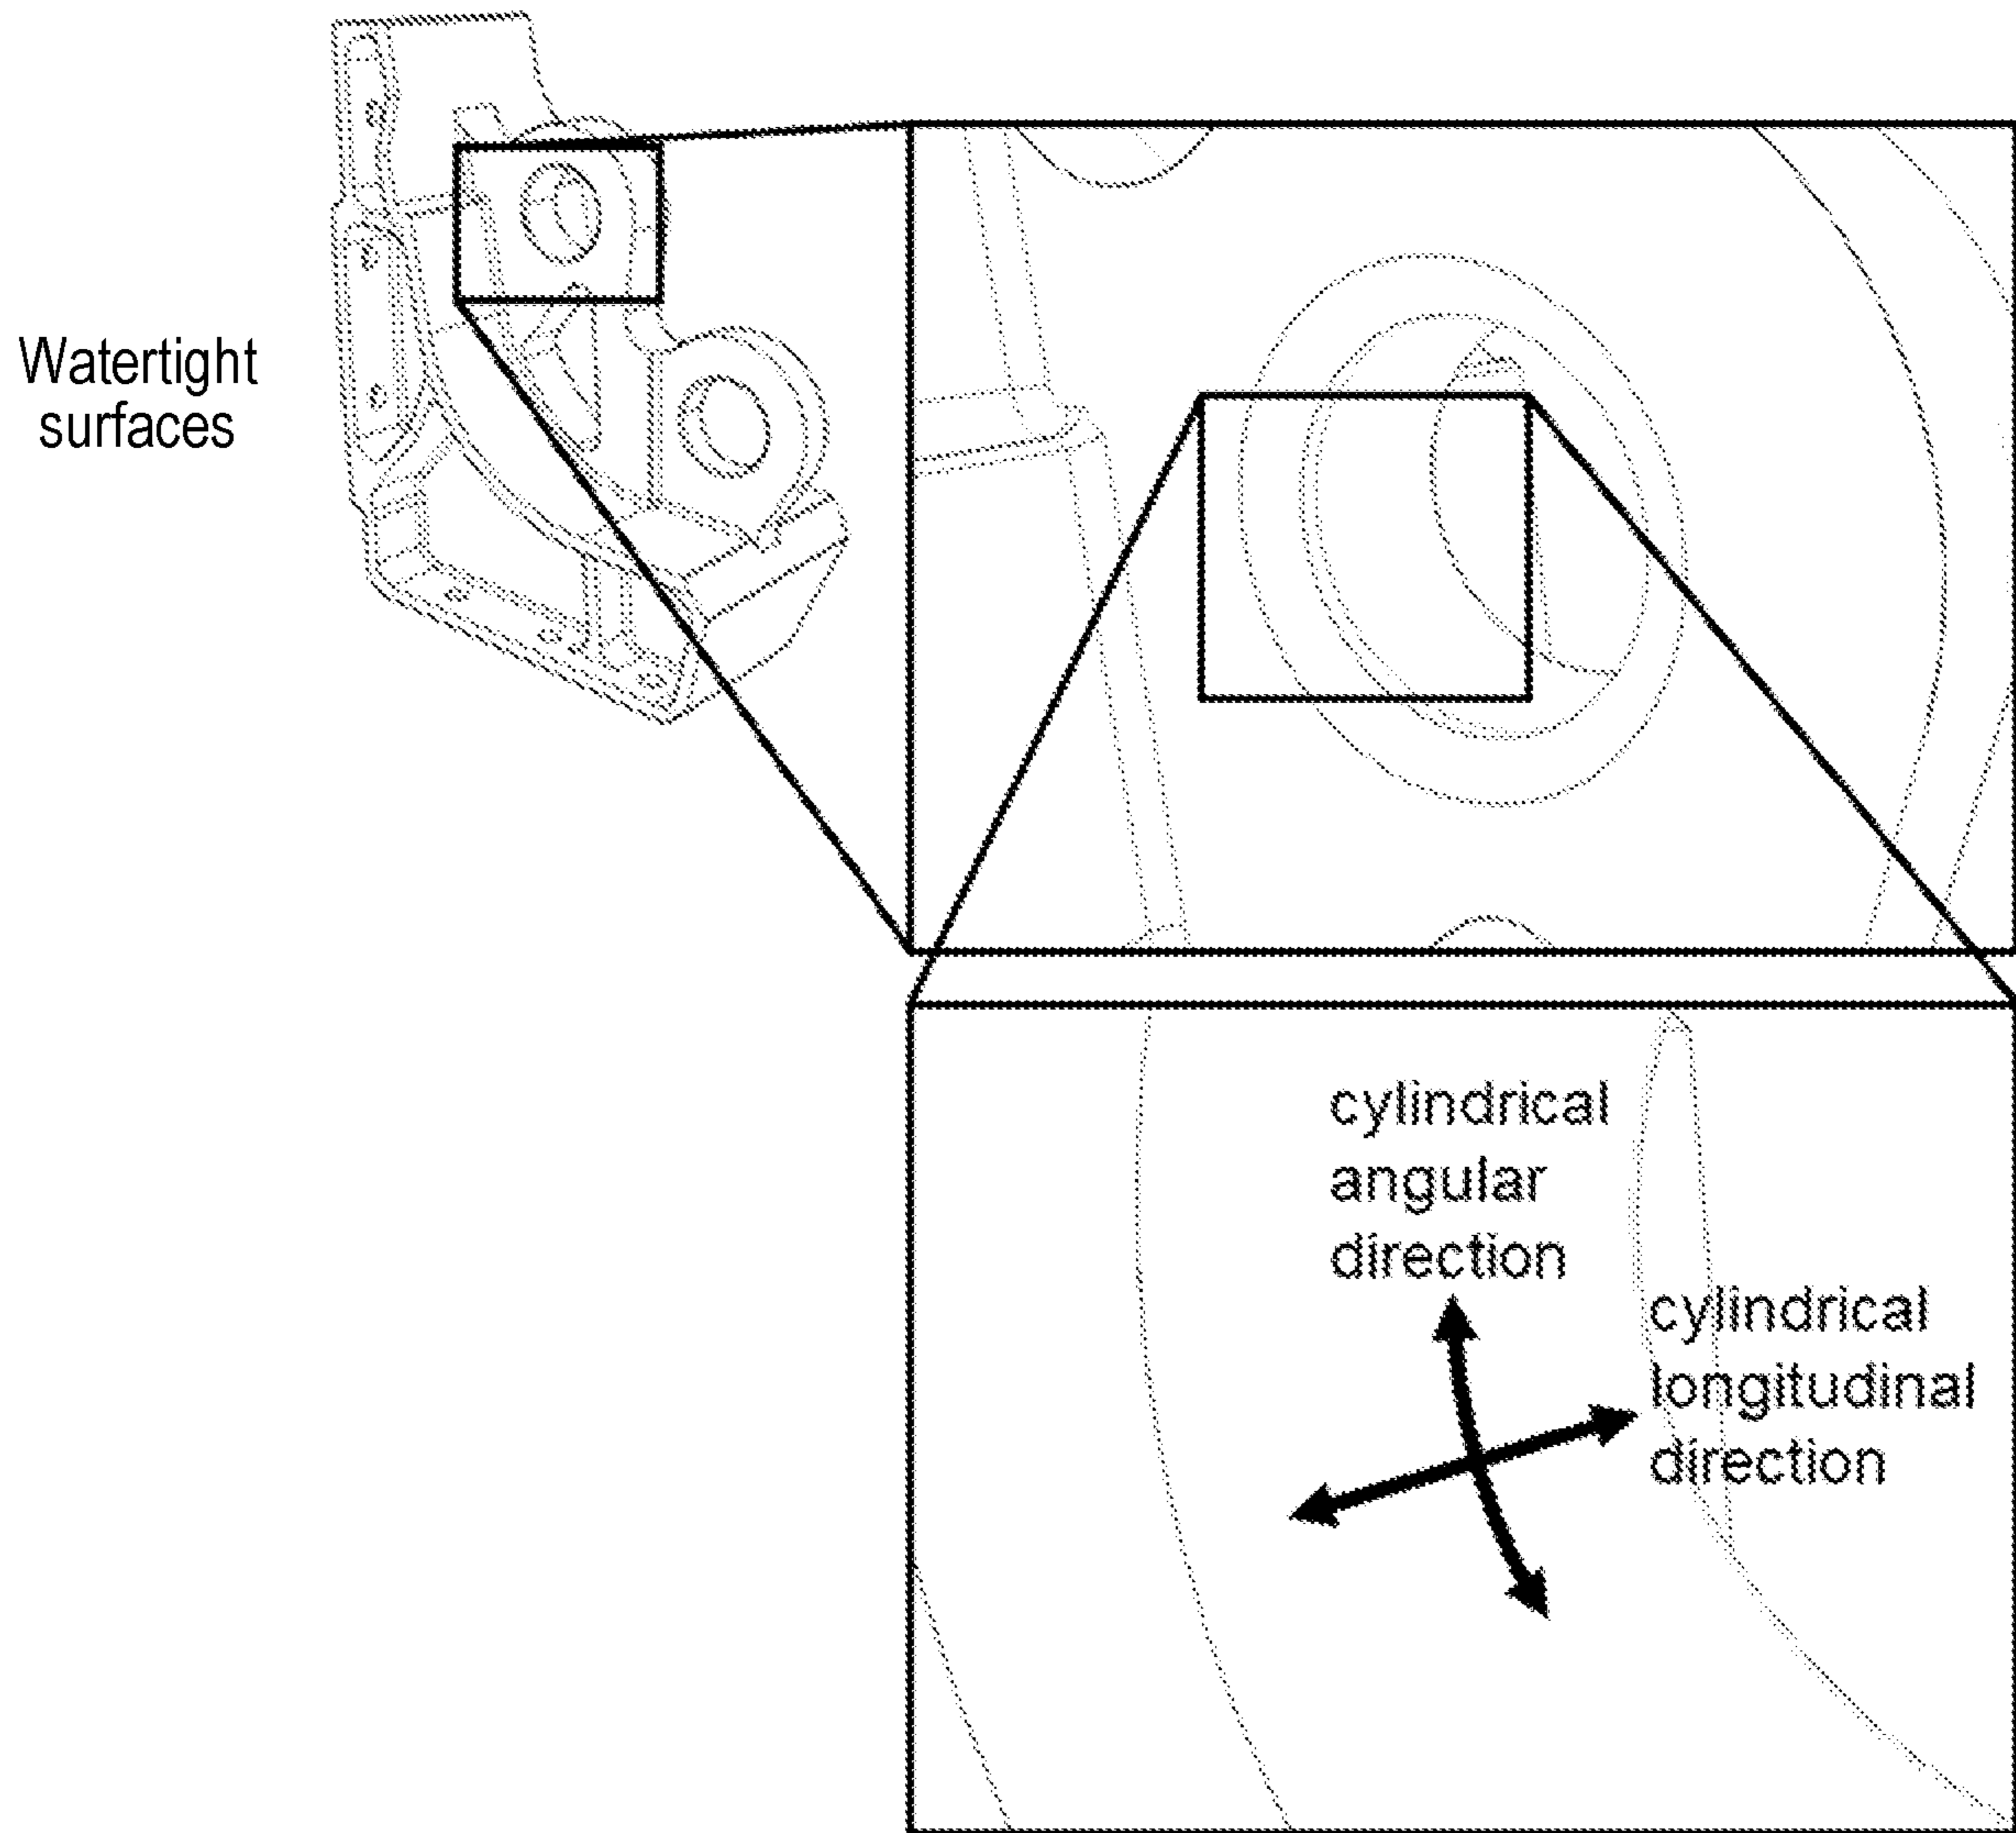 Watertight
surfaces
cylindrical
angular
direction
cylindrical
longitudinal
direction